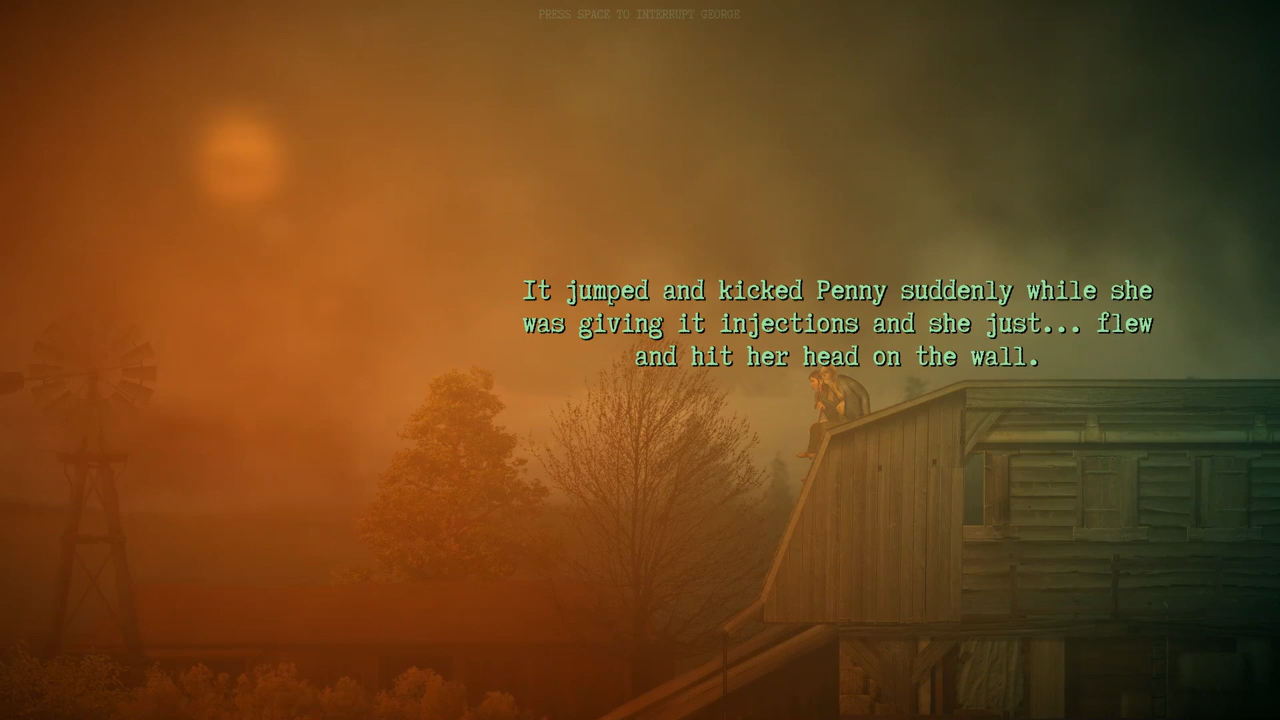 PRESS SPACE TO INTERRUPT GEORGE
It jumped and kicked Penny suddenly while she
was giving it injections and she just... flew
and hit her head on the wall.